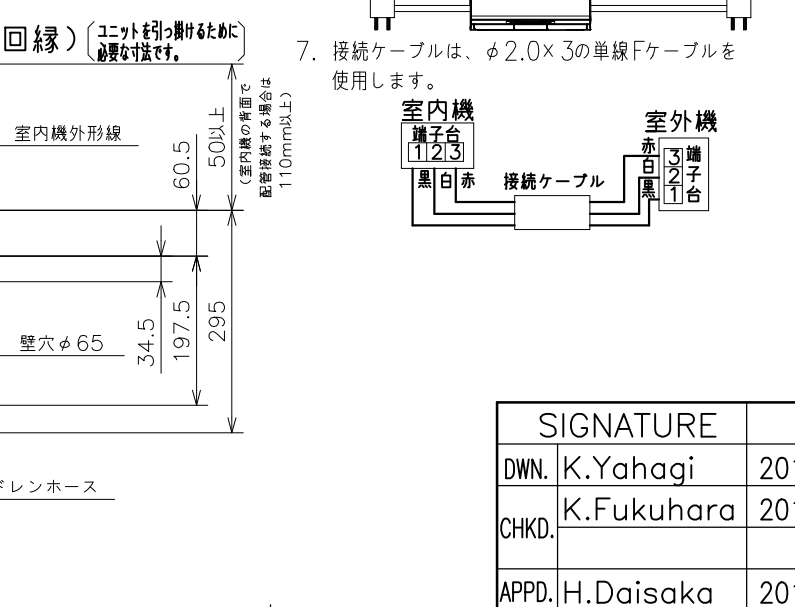 回縁）（ユニットを引っ掛けるために
必要な寸法です。）
室内機外形線
60.5
50以上
（室内機の背面で
配管接続する場合は
110mm以上）
34.5
197.5
295
壁穴φ65
ドレンホース
7. 接続ケーブルは、φ2.0×3の単線Fケーブルを
使用します。
室内機
端子台
1 2 3
黒 白 赤
接続ケーブル
室外機
赤
白
黒
3
2
1
端子台
SIGNATURE
DWN. K.Yahagi 20
CHKD. K.Fukuhara 20
APPD. H.Daisaka 20